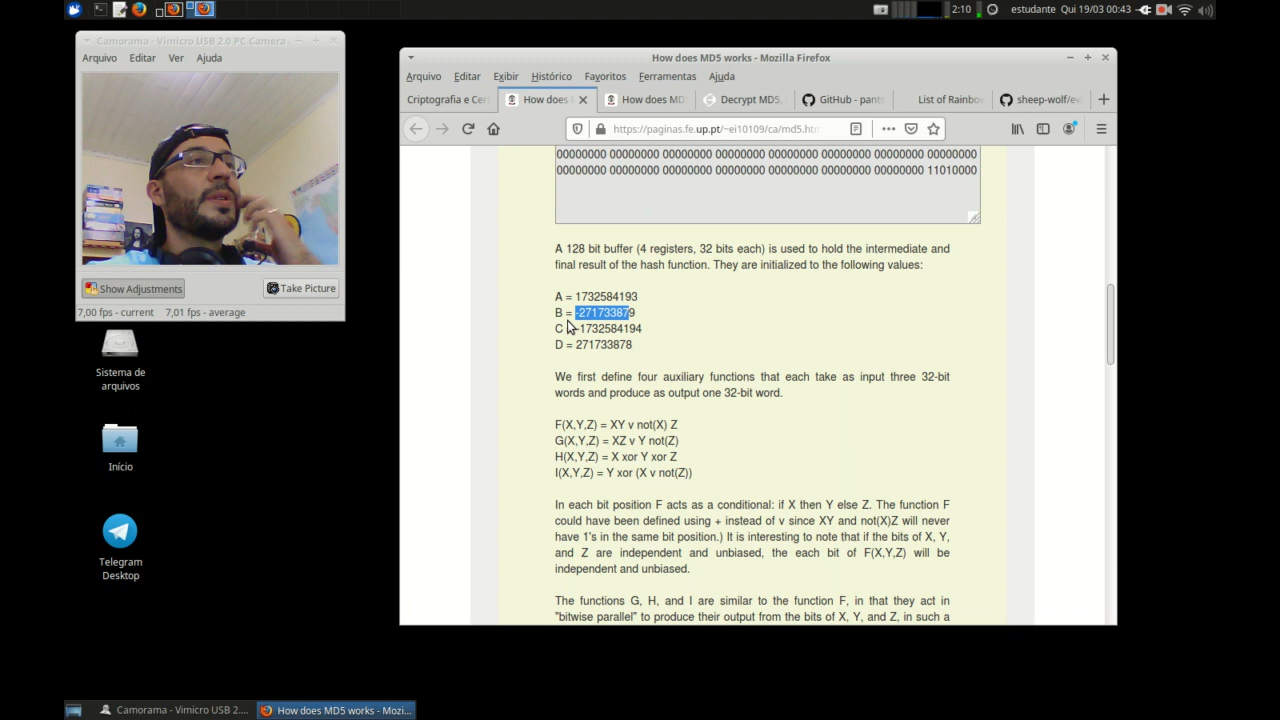 2:10 estudante Qui 19/03 00:43
Camorama - Vimicro USB 2.0 PC Camera
Arquivo Editar Ver Ajuda
Show Adjustments Take Picture
7,00 fps - current 7,01 fps - average
Sistema de
arquivos
Início
Telegram
Desktop
How does MD5 works - Mozilla Firefox
Arquivo Editar Exibir Histórico Favoritos Ferramentas Ajuda
Criptografia e Cer How does How does MD Decrypt MD5, GitHub - pants List of Rainbo sheep-wolf/ev
https://paginas.fe.up.pt/~ei10109/ca/md5.htm
00000000 00000000 00000000 00000000 00000000 00000000 00000000 00000000
00000000 00000000 00000000 00000000 00000000 00000000 00000000 11010000
A 128 bit buffer (4 registers, 32 bits each) is used to hold the intermediate and
final result of the hash function. They are initialized to the following values:
A = 1732584193
B = -271733879
C = -1732584194
D = 271733878
We first define four auxiliary functions that each take as input three 32-bit
words and produce as output one 32-bit word.
F(X,Y,Z) = XY v not(X) Z
G(X,Y,Z) = XZ v Y not(Z)
H(X,Y,Z) = X xor Y xor Z
I(X,Y,Z) = Y xor (X v not(Z))
In each bit position F acts as a conditional: if X then Y else Z. The function F
could have been defined using + instead of v since XY and not(X)Z will never
have 1's in the same bit position.) It is interesting to note that if the bits of X, Y,
and Z are independent and unbiased, the each bit of F(X,Y,Z) will be
independent and unbiased.
The functions G, H, and I are similar to the function F, in that they act in
"bitwise parallel" to produce their output from the bits of X, Y, and Z, in such a
Camorama - Vimicro USB 2.... How does MD5 works - Mozi...